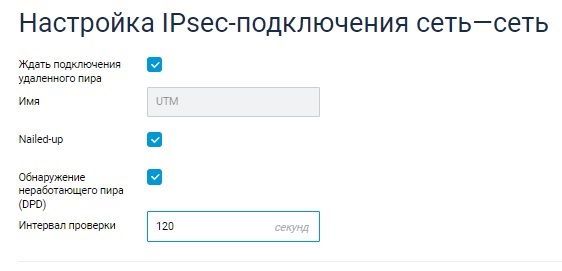 Настройка IPsec-подключения сеть—сеть
Ждать подключения
удаленного пира
Имя
UTM
Nailed-up
Обнаружение
неработающего пира
(DPD)
Интервал проверки
120 секунд